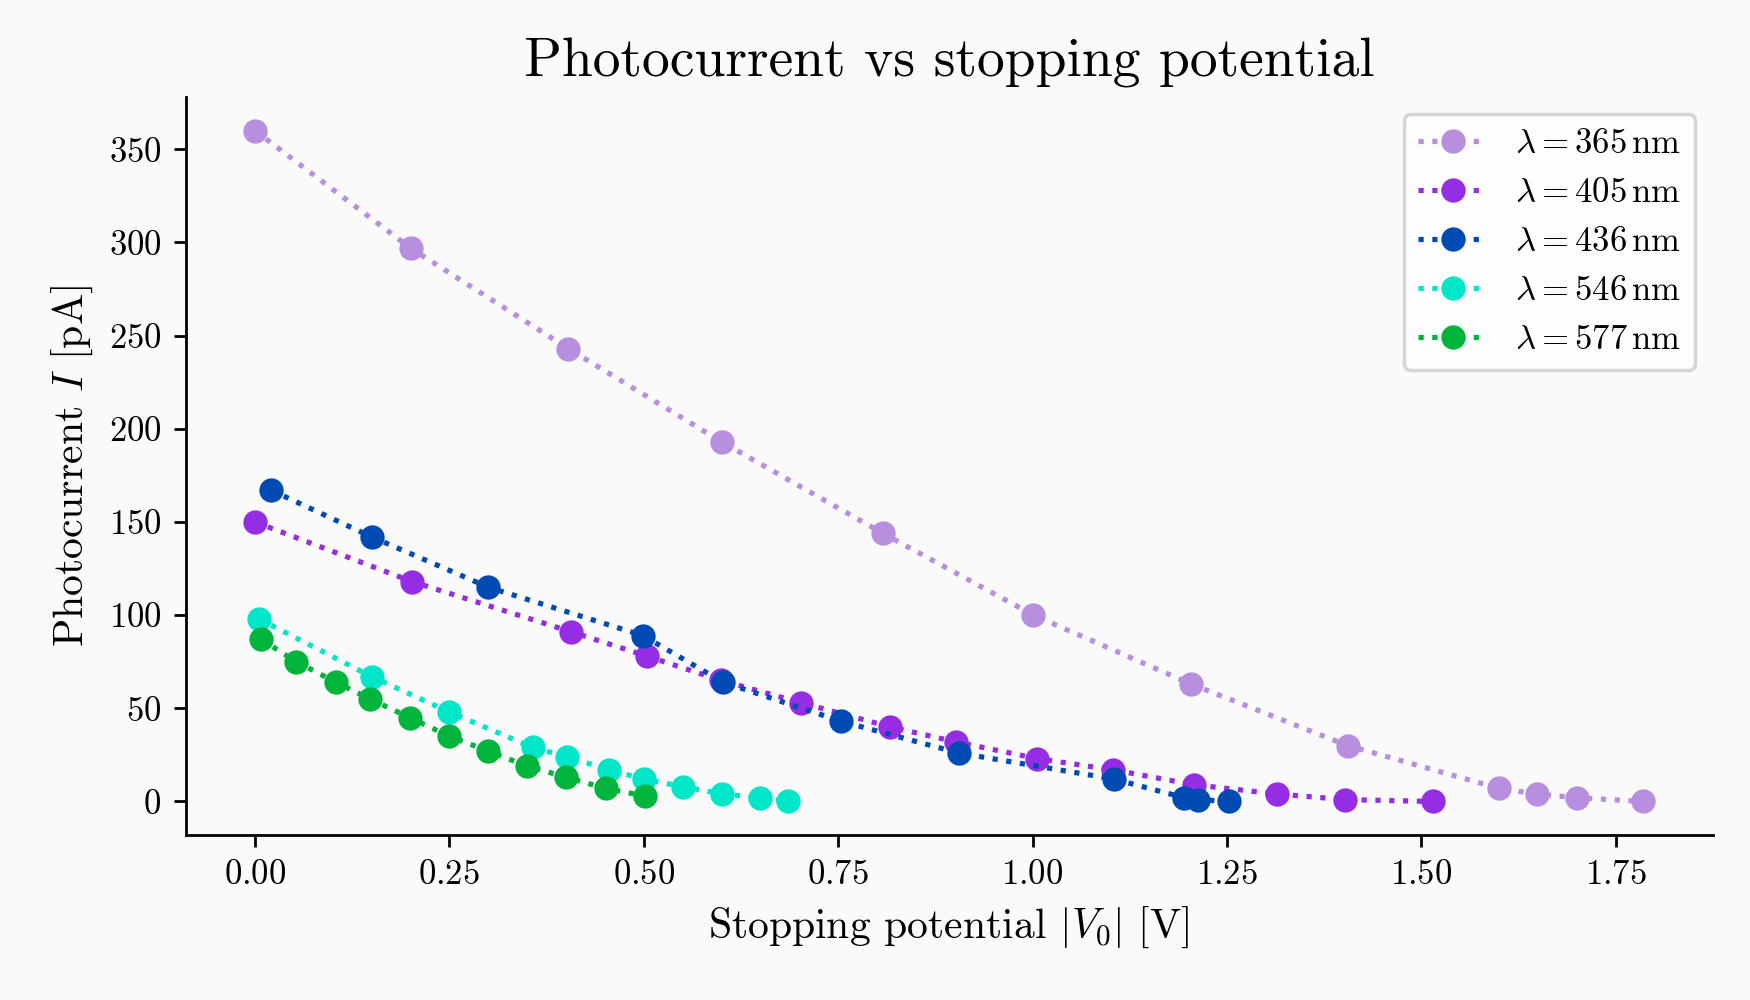 Photocurrent vs stopping potential
350
300
250
200
150
100
50
0
Photocurrent I [pA]
λ = 365 nm
λ = 405 nm
λ = 436 nm
λ = 546 nm
λ = 577 nm
0.00 0.25 0.50 0.75 1.00 1.25 1.50 1.75
Stopping potential |V₀| [V]